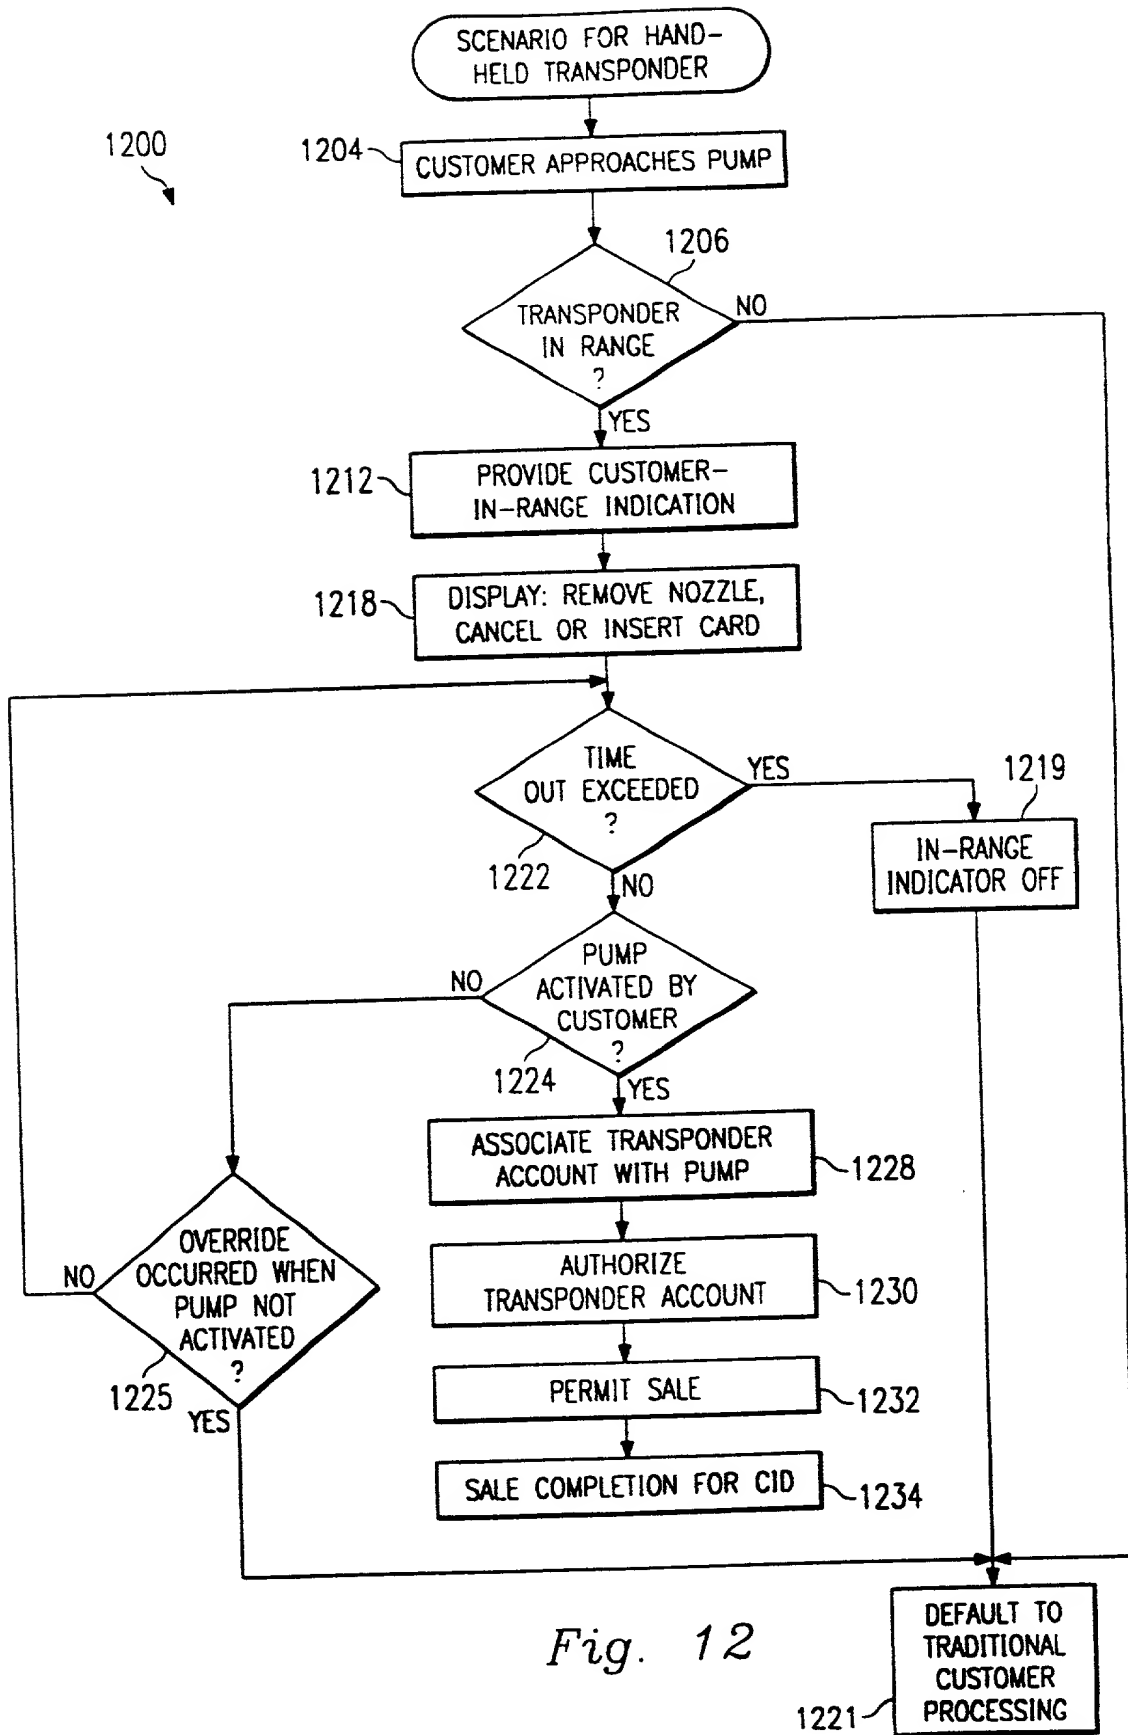 SCENARIO FOR HAND-
HELD TRANSPONDER
1200
1204
CUSTOMER APPROACHES PUMP
1206
TRANSPONDER
IN RANGE
?
NO
YES
1212
PROVIDE CUSTOMER-
IN-RANGE INDICATION
1218
DISPLAY: REMOVE NOZZLE,
CANCEL OR INSERT CARD
TIME
OUT EXCEEDED
?
YES
1222
NO
1219
IN-RANGE
INDICATOR OFF
PUMP
ACTIVATED BY
CUSTOMER
?
NO
1224
YES
ASSOCIATE TRANSPONDER
ACCOUNT WITH PUMP
1228
OVERRIDE
OCCURRED WHEN
PUMP NOT
ACTIVATED
?
NO
1225
YES
AUTHORIZE
TRANSPONDER ACCOUNT
1230
PERMIT SALE
1232
SALE COMPLETION FOR CID
1234
DEFAULT TO
TRADITIONAL
CUSTOMER
PROCESSING
1221
Fig. 12